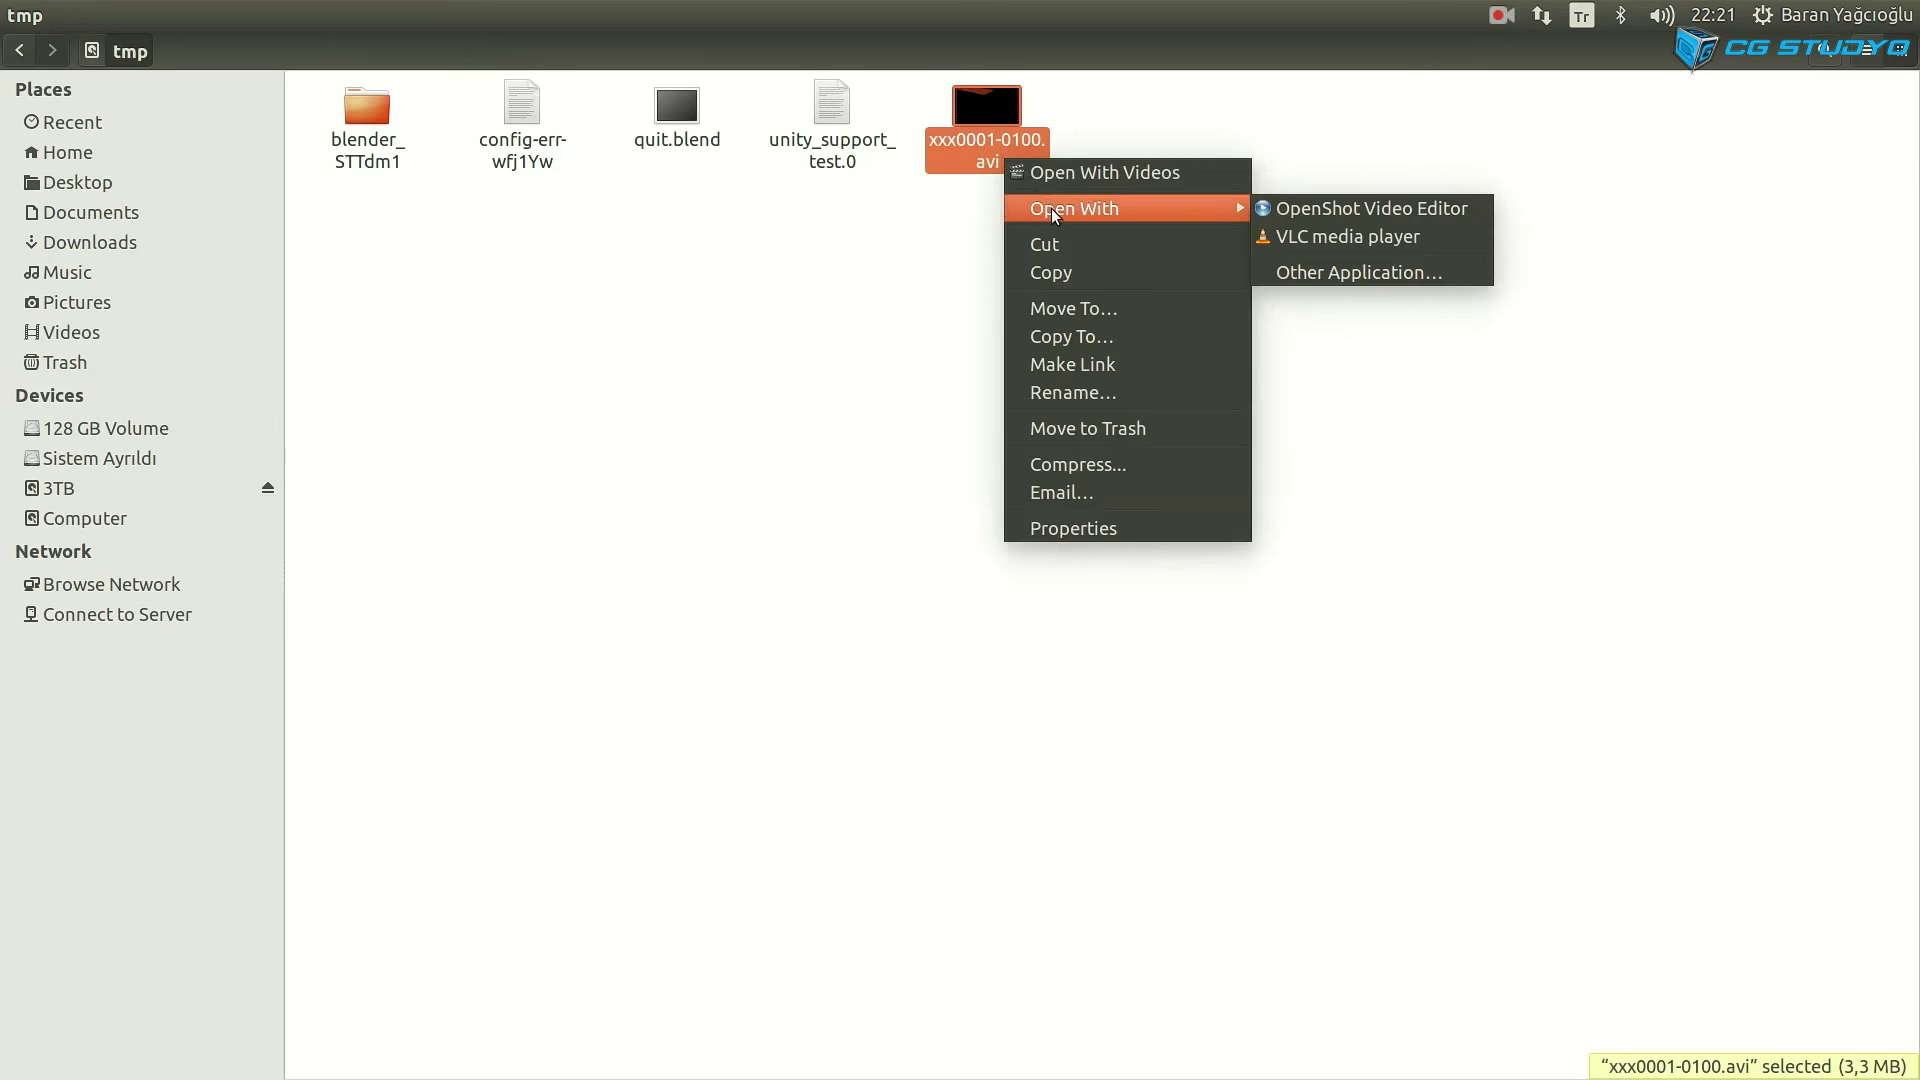 tmp
Tr
22:21
Baran Yağcıoğlu
tmp
CG STUDYO
Places
Recent
Home
Desktop
Documents
Downloads
Music
Pictures
Videos
Trash
Devices
128 GB Volume
Sistem Ayrıldı
3TB
Computer
Network
Browse Network
Connect to Server
blender_
STTdm1
config-err-
wfj1Yw
quit.blend
unity_support_
test.0
xxx0001-0100.
avi
Open With Videos
Open With
Cut
Copy
Move To…
Copy To…
Make Link
Rename…
Move to Trash
Compress...
Email…
Properties
OpenShot Video Editor
VLC media player
Other Application…
“xxx0001-0100.avi” selected (3,3 MB)